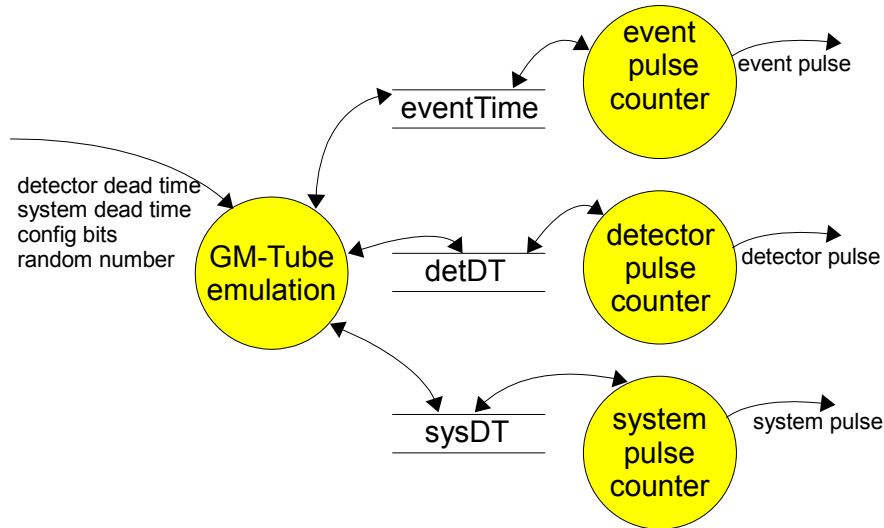 event
pulse
counter
event pulse
eventTime
detector dead time
system dead time
config bits
random number
GM-Tube
emulation
detDT
detector
pulse
counter
detector pulse
sysDT
system
pulse
counter
system pulse